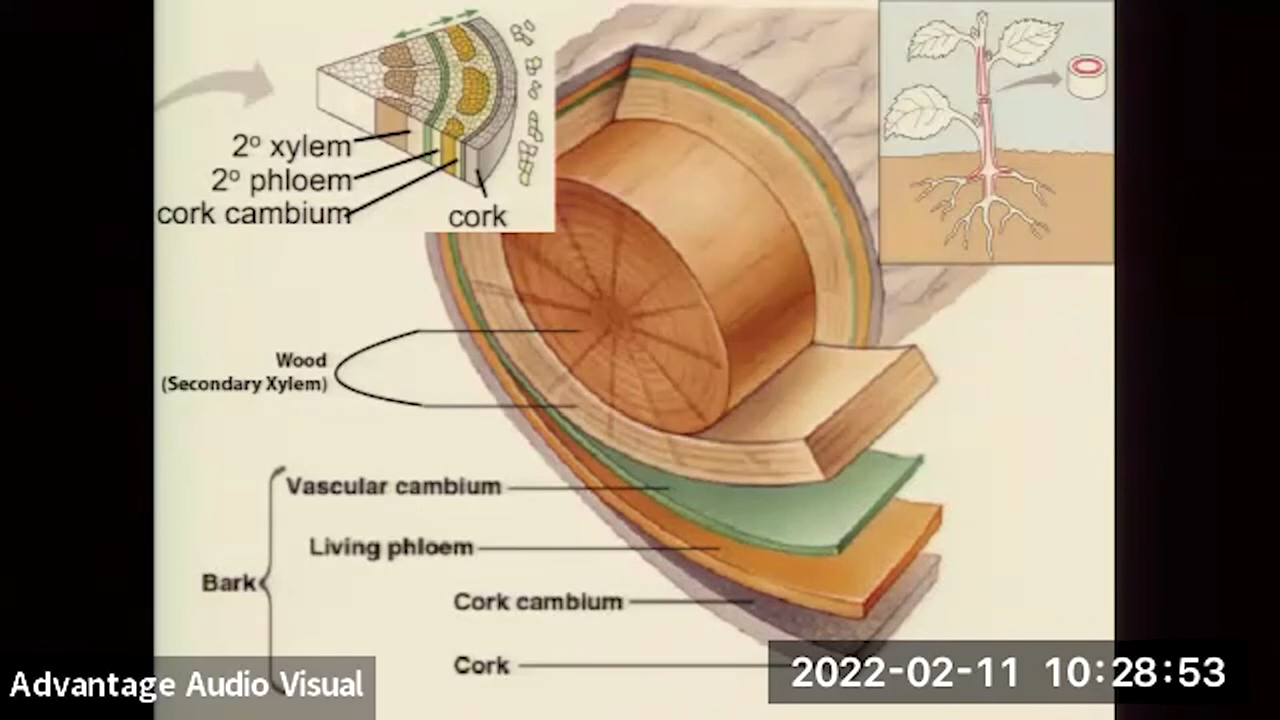 2º xylem
2º phloem
cork cambium
cork
Wood
(Secondary Xylem)
Vascular cambium
Living phloem
Bark
Cork cambium
Cork
Advantage Audio Visual
2022-02-11 10:28:53